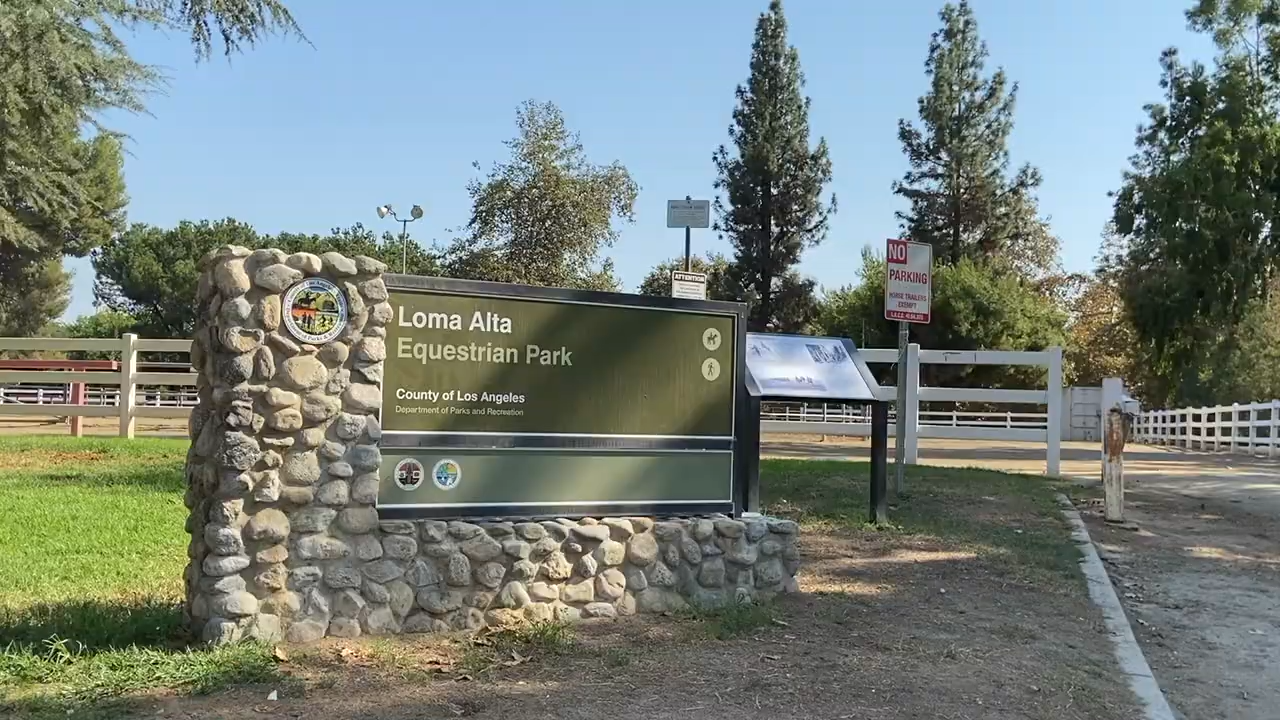 Loma Alta
Equestrian Park
County of Los Angeles
Department of Parks and Recreation
ATTENTION
NO
PARKING
HORSE TRAILERS
EXEMPT